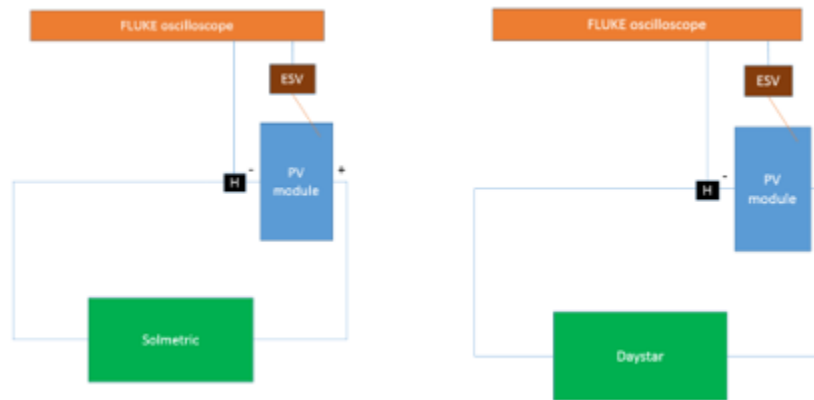 FLUKE oscilloscope
ESV
PV
module
-
+
H
Solmetric
FLUKE oscilloscope
ESV
PV
module
-
H
Daystar